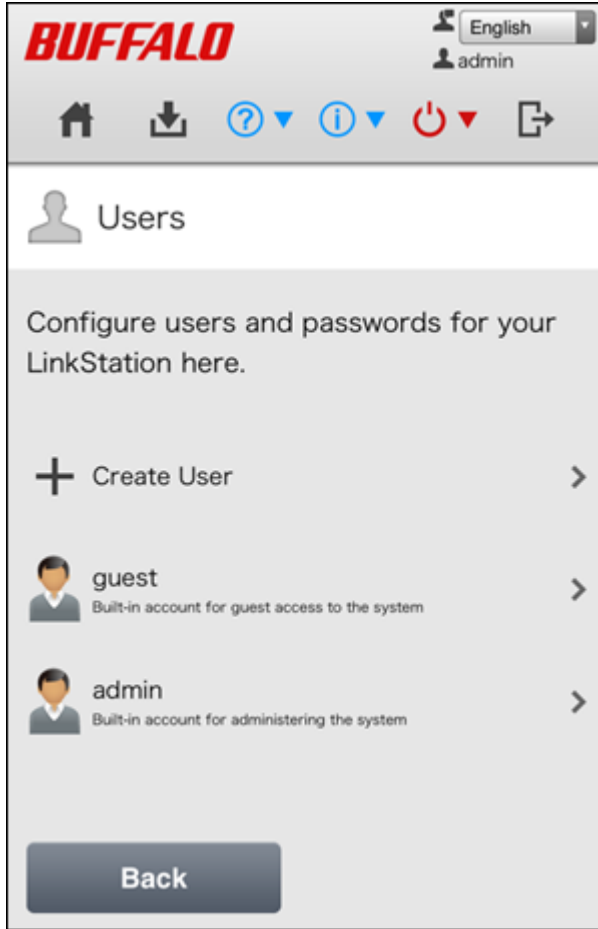 BUFFALO
English
admin
Users
Configure users and passwords for your
LinkStation here.
Create User
guest
Built-in account for guest access to the system
admin
Built-in account for administering the system
Back